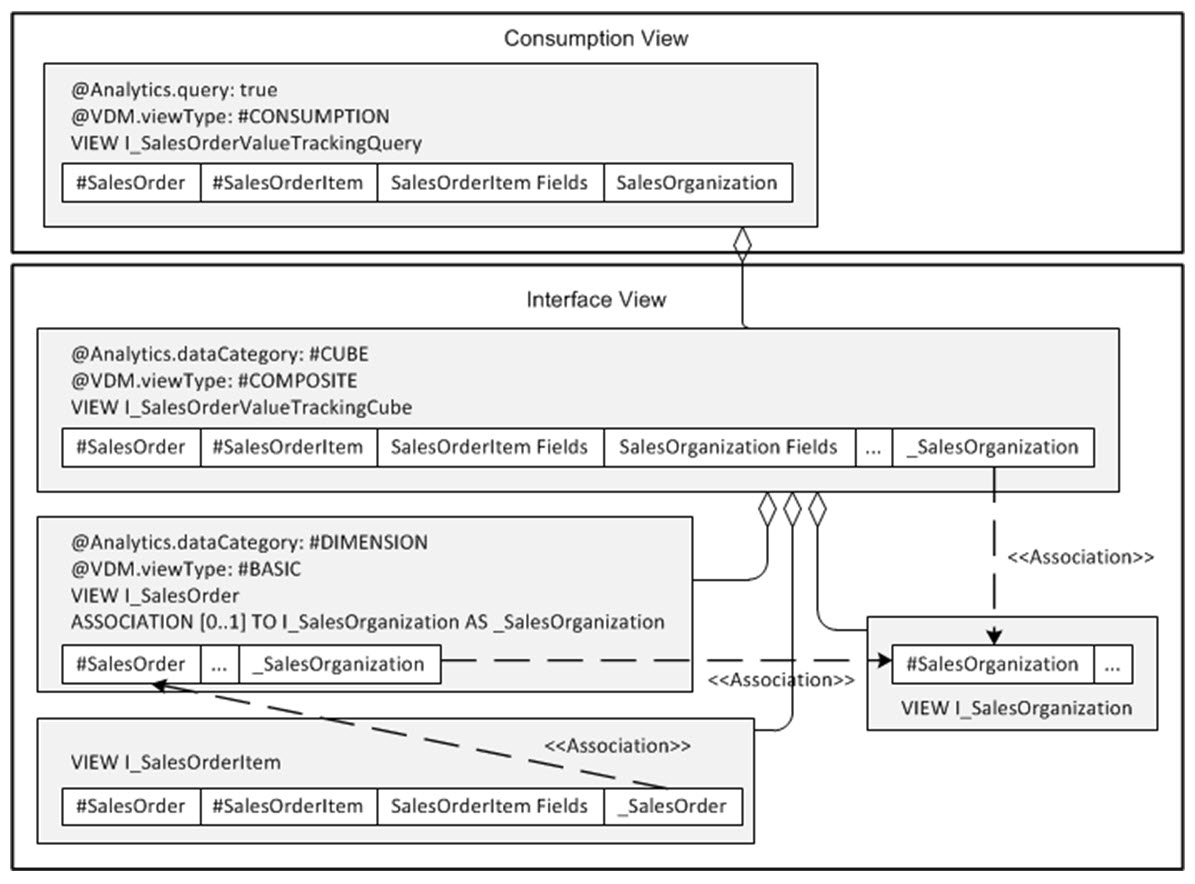 Consumption View
@Analytics.query: true
@VDM.viewType: #CONSUMPTION
VIEW I_SalesOrderValueTrackingQuery
#SalesOrder #SalesOrderItem SalesOrderItem Fields SalesOrganization
Interface View
@Analytics.dataCategory: #CUBE
@VDM.viewType: #COMPOSITE
VIEW I_SalesOrderValueTrackingCube
#SalesOrder #SalesOrderItem SalesOrderItem Fields SalesOrganization Fields ... _SalesOrganization
@Analytics.dataCategory: #DIMENSION
@VDM.viewType: #BASIC
VIEW I_SalesOrder
ASSOCIATION [0..1] TO I_SalesOrganization AS _SalesOrganization
#SalesOrder ... _SalesOrganization
<<Association>>
<<Association>>
#SalesOrganization ...
VIEW I_SalesOrganization
VIEW I_SalesOrderItem
<<Association>>
#SalesOrder #SalesOrderItem SalesOrderItem Fields _SalesOrder